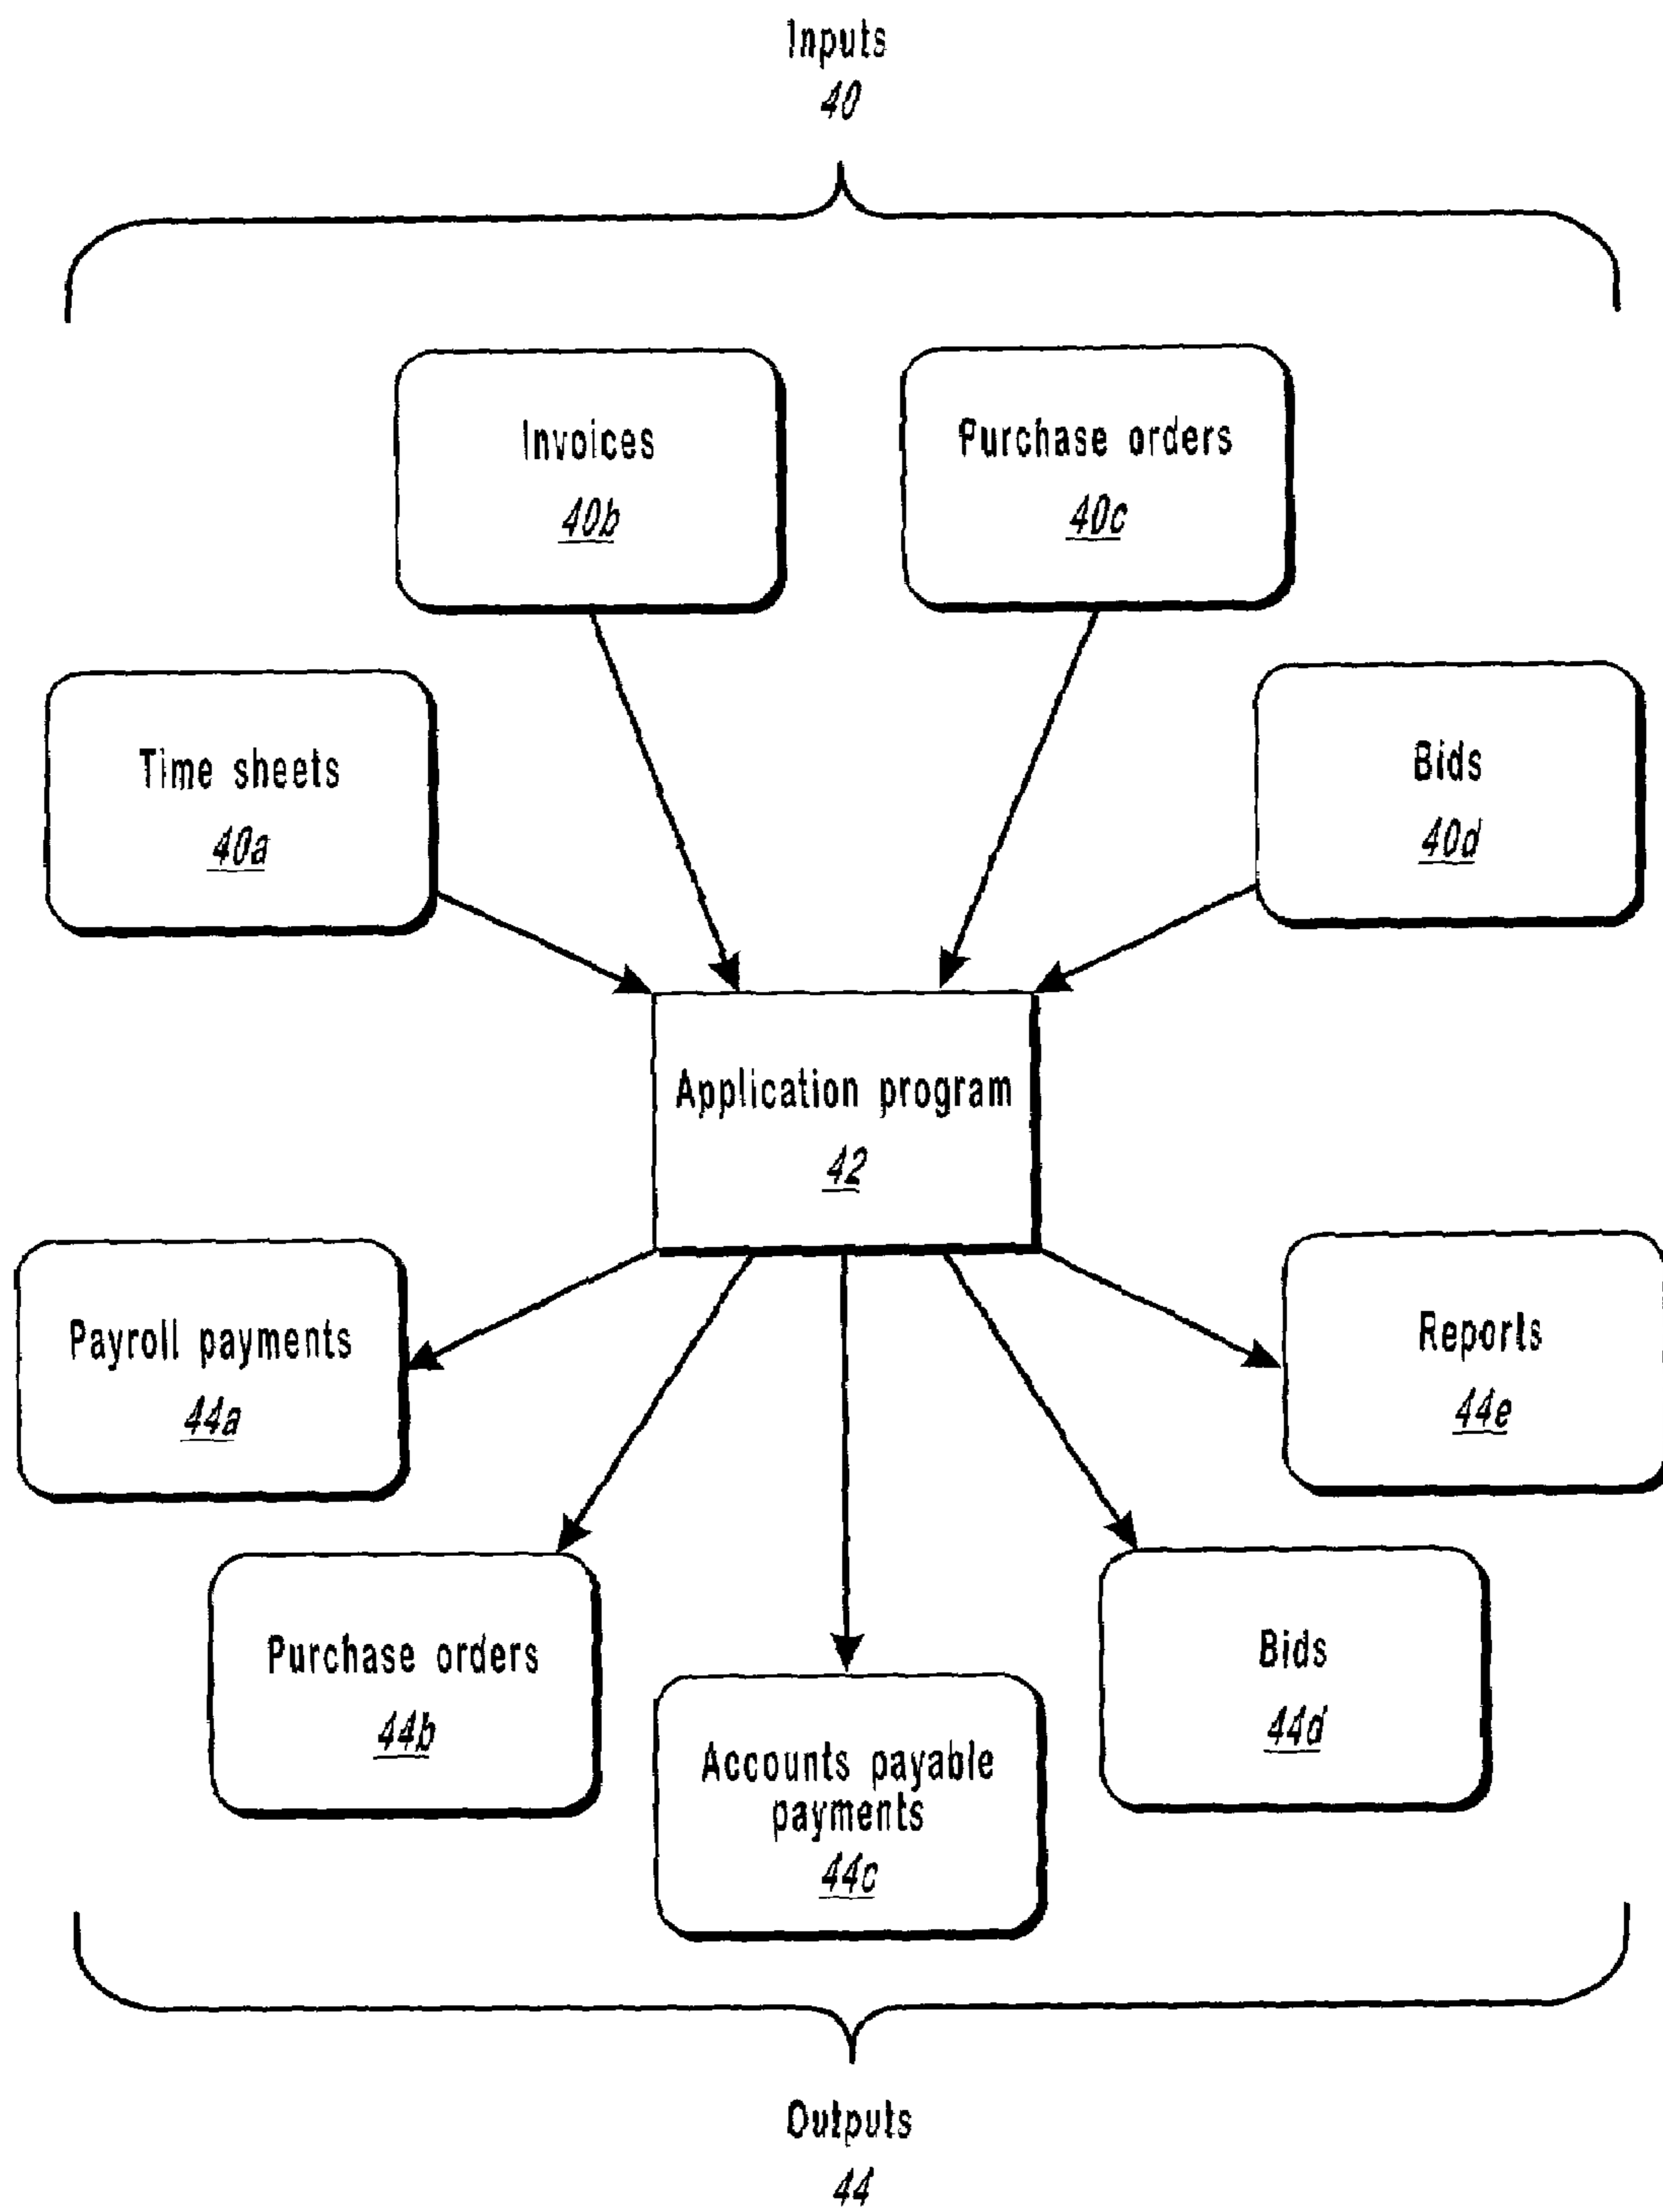 Inputs
40
Invoices
40b
Purchase orders
40c
Time sheets
40a
Bids
40d
Application program
42
Payroll payments
44a
Reports
44e
Purchase orders
44b
Accounts payable
payments
44c
Bids
44d
Outputs
44